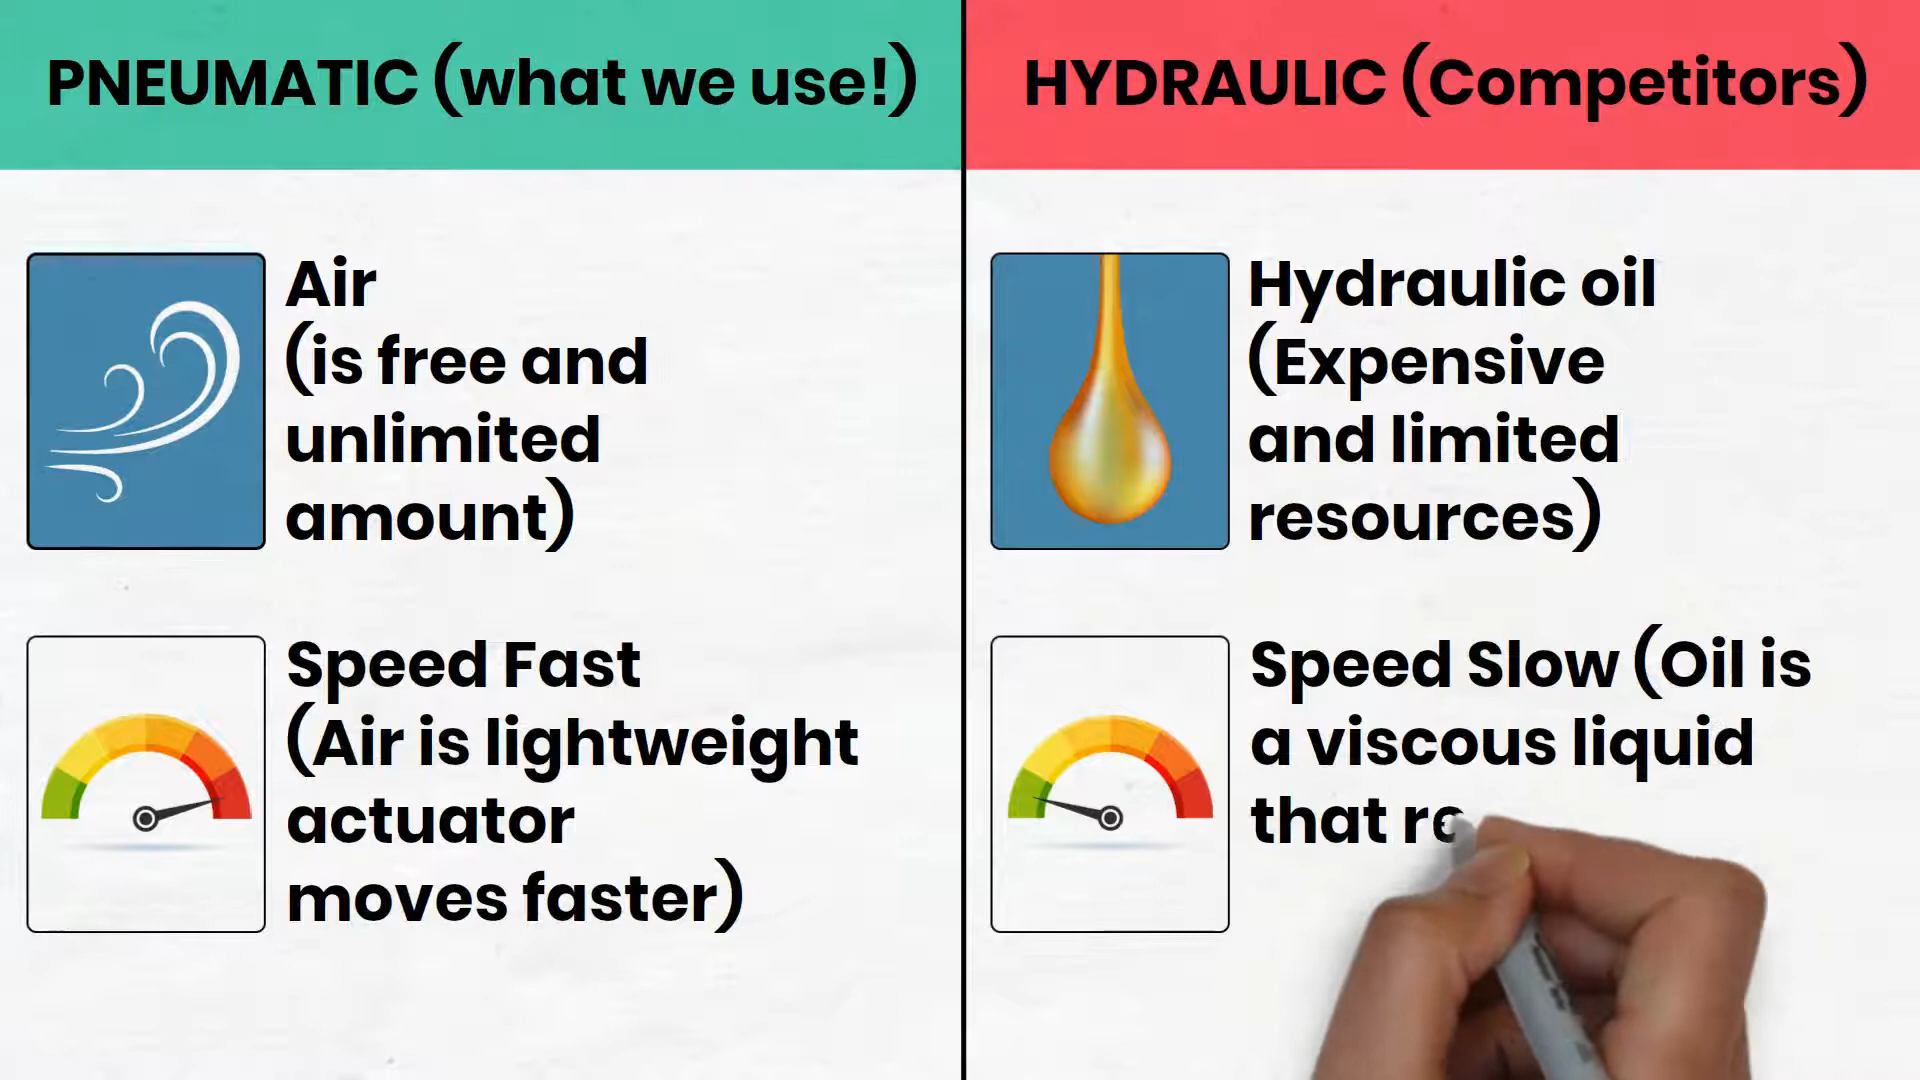 PNEUMATIC (what we use!)
HYDRAULIC (Competitors)
Air
(is free and
unlimited
amount)
Hydraulic oil
(Expensive
and limited
resources)
Speed Fast
(Air is lightweight
actuator
moves faster)
Speed Slow (Oil is
a viscous liquid
that re